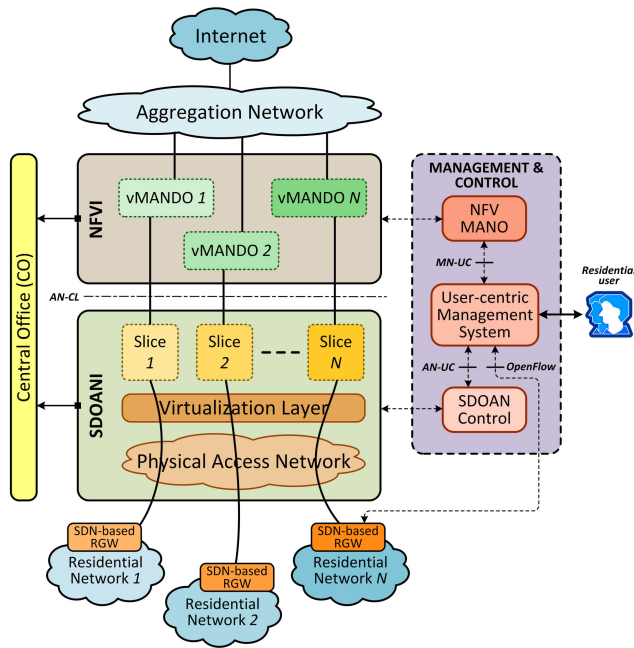 Internet
Aggregation Network
MANAGEMENT &
CONTROL
NFVI
vMANDO 1
vMANDO N
vMANDO 2
NFV
MANO
MN-UC
Central Office (CO)
AN-CL
Residential
user
User-centric
Management
System
SDOANI
Slice
1
Slice
2
Slice
N
AN-UC
OpenFlow
Virtualization Layer
SDOAN
Control
Physical Access Network
SDN-based
RGW
Residential
Network 1
SDN-based
RGW
Residential
Network 2
SDN-based
RGW
Residential
Network N